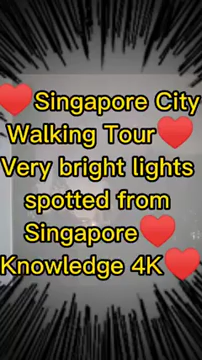 ♥️Singapore City
Walking Tour♥️
Very bright lights
spotted from
Singapore♥️
Knowledge 4K♥️